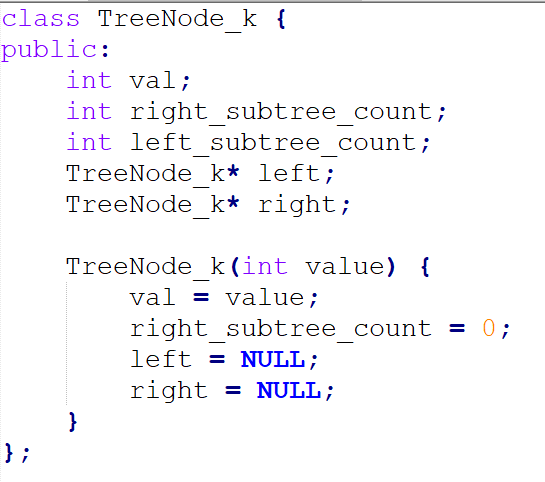 class TreeNode_k {
public:
    int val;
    int right_subtree_count;
    int left_subtree_count;
    TreeNode_k* left;
    TreeNode_k* right;

    TreeNode_k(int value) {
        val = value;
        right_subtree_count = 0;
        left = NULL;
        right = NULL;
    }
};